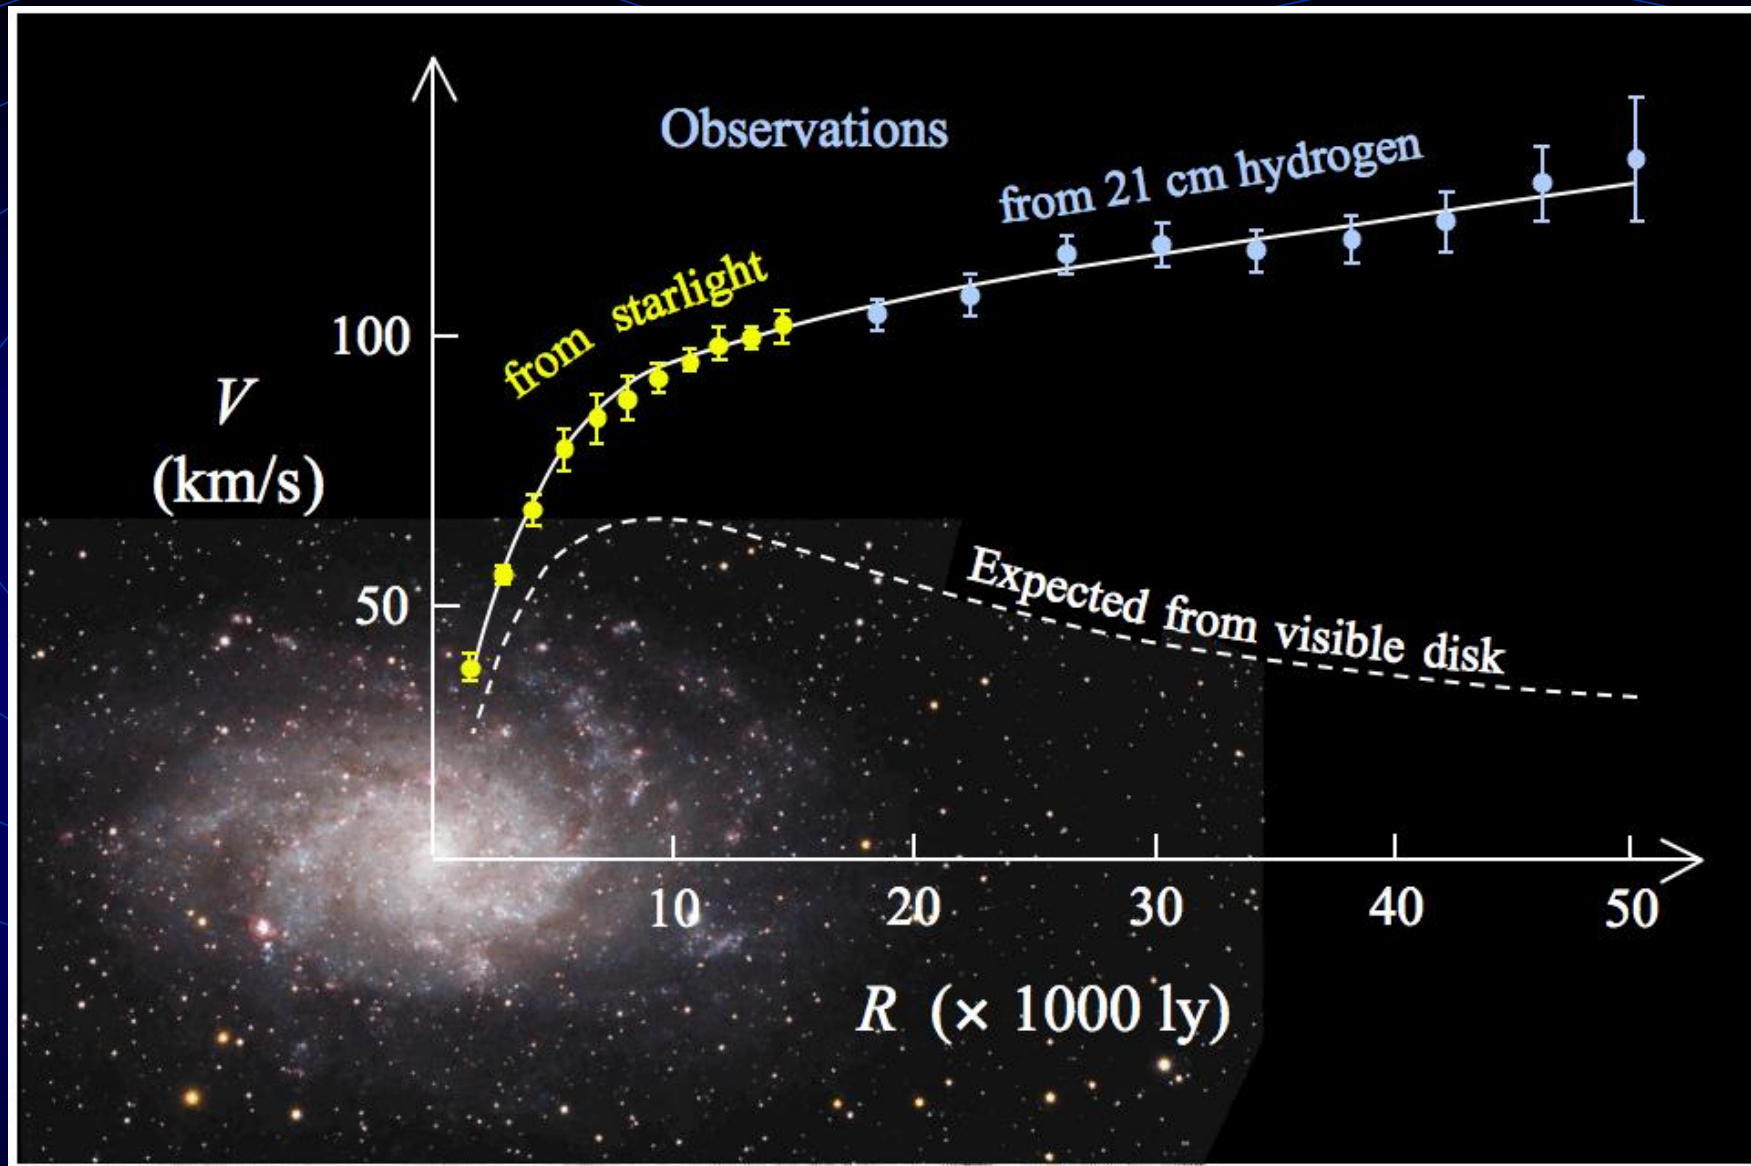 Observations
from 21 cm hydrogen
from starlight
100
V
(km/s)
50
Expected from visible disk
10 20 30 40 50
R (× 1000 ly)